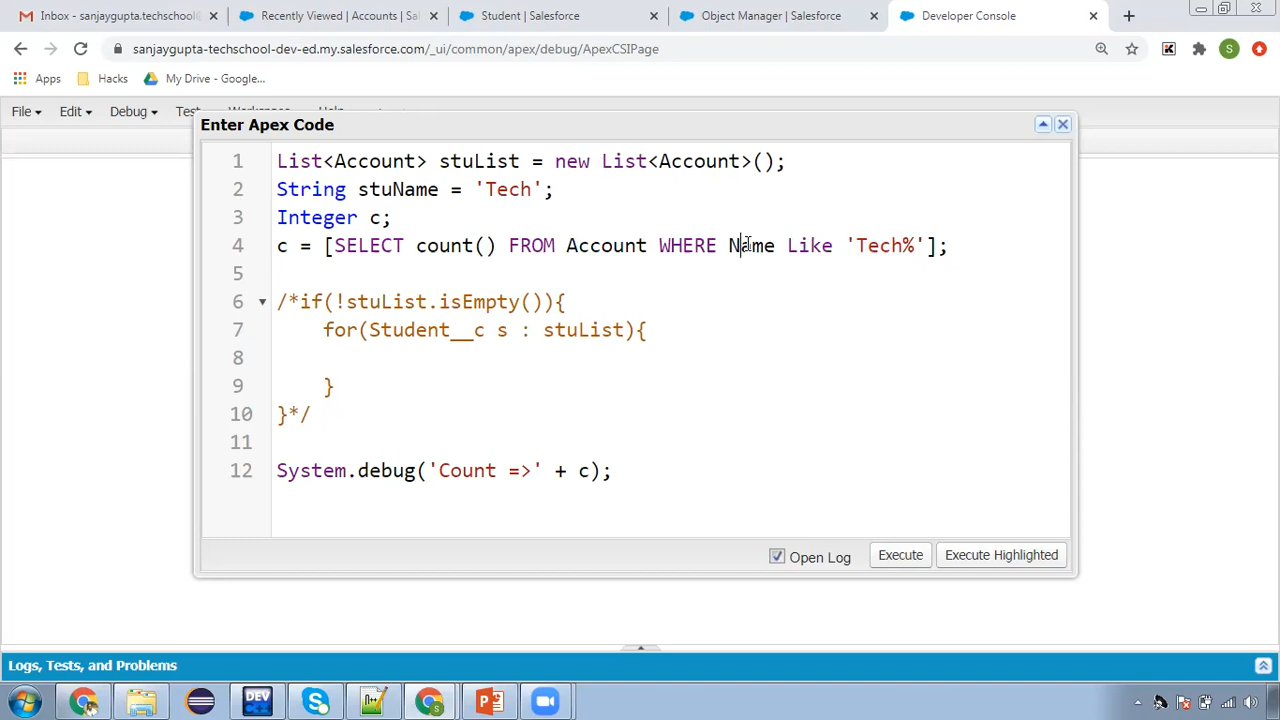 Inbox - sanjaygupta.techschool@ × Recently Viewed | Accounts | Sal × Student | Salesforce × Object Manager | Salesforce × Developer Console × +
sanjaygupta-techschool-dev-ed.my.salesforce.com/_ui/common/apex/debug/ApexCSIPage
Apps Hacks My Drive - Google...
File Edit Debug Test Help
Enter Apex Code
1 List<Account> stuList = new List<Account>();
2 String stuName = 'Tech';
3 Integer c;
4 c = [SELECT count() FROM Account WHERE Name Like 'Tech%'];
5
6 /*if(!stuList.isEmpty()){
7 for(Student__c s : stuList){
8
9 }
10 }*/
11
12 System.debug('Count =>' + c);
Open Log Execute Execute Highlighted
Logs, Tests, and Problems
DEV C++